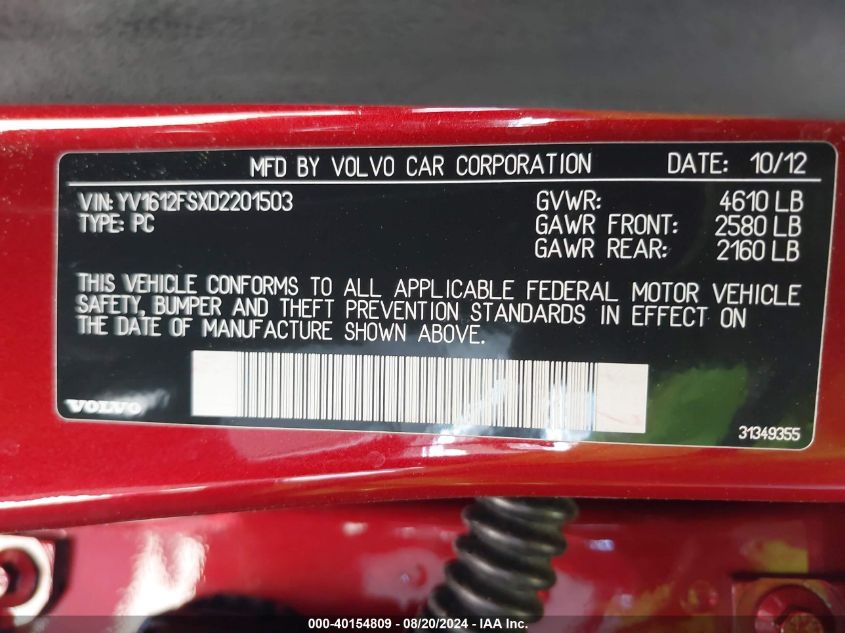 MFD BY VOLVO CAR CORPORATION DATE: 10/12
VIN: YV1612FSXD2201503 GVWR: 4610 LB
TYPE: PC GAWR FRONT: 2580 LB
GAWR REAR: 2160 LB
THIS VEHICLE CONFORMS TO ALL APPLICABLE FEDERAL MOTOR VEHICLE
SAFETY, BUMPER AND THEFT PREVENTION STANDARDS IN EFFECT ON
THE DATE OF MANUFACTURE SHOWN ABOVE.
VOLVO
31349355
000-40154809 - 08/20/2024 - IAA Inc.